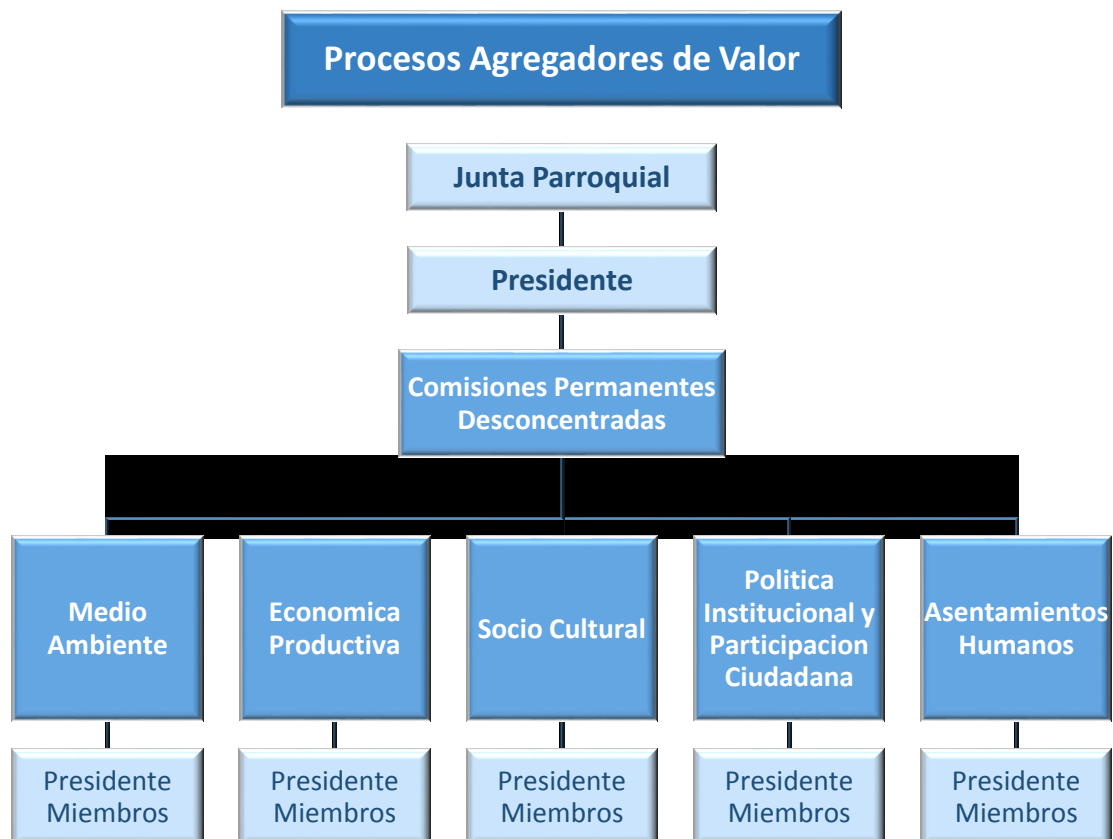 Procesos Agregadores de Valor
Junta Parroquial
Presidente
Comisiones Permanentes
Desconcentradas
Medio
Ambiente
Economica
Productiva
Socio Cultural
Politica
Institucional y
Participacion
Ciudadana
Asentamientos
Humanos
Presidente
Miembros
Presidente
Miembros
Presidente
Miembros
Presidente
Miembros
Presidente
Miembros